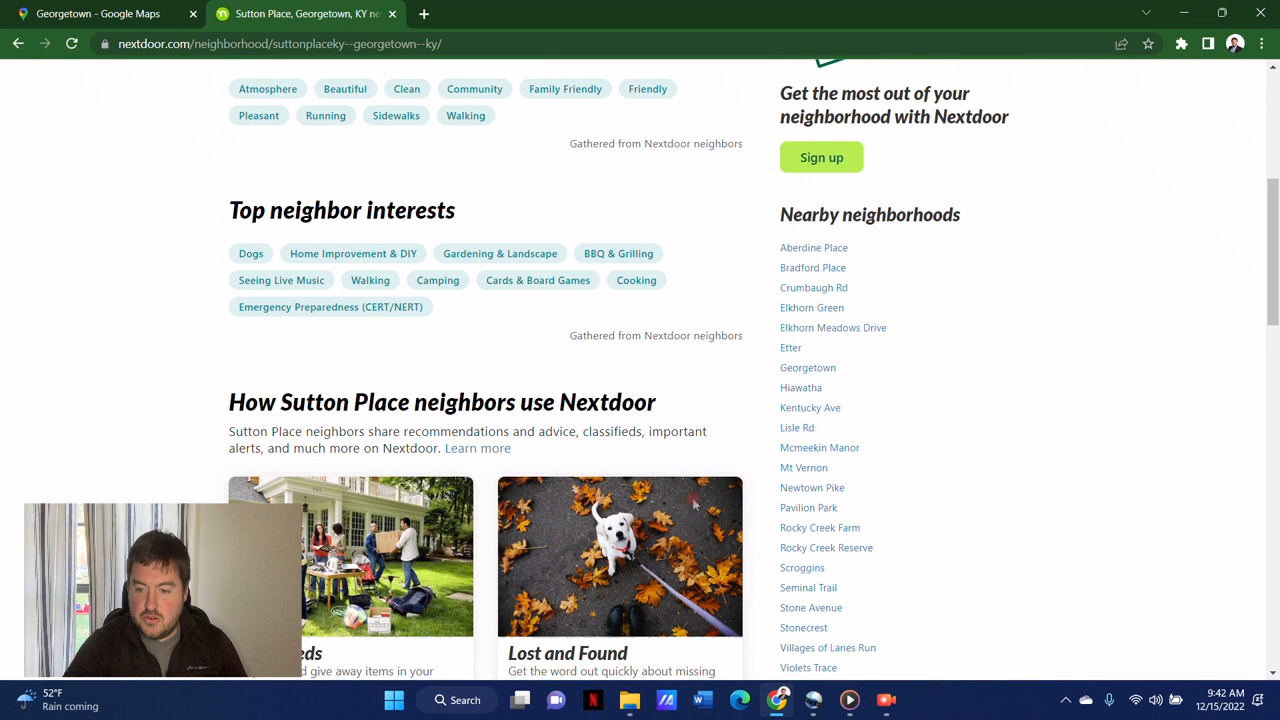 Georgetown - Google Maps
Sutton Place, Georgetown, KY ne
nextdoor.com/neighborhood/suttonplaceky--georgetown--ky/
Atmosphere Beautiful Clean Community Family Friendly Friendly
Pleasant Running Sidewalks Walking
Gathered from Nextdoor neighbors
Top neighbor interests
Dogs Home Improvement & DIY Gardening & Landscape BBQ & Grilling
Seeing Live Music Walking Camping Cards & Board Games Cooking
Emergency Preparedness (CERT/NERT)
Gathered from Nextdoor neighbors
How Sutton Place neighbors use Nextdoor
Sutton Place neighbors share recommendations and advice, classifieds, important
alerts, and much more on Nextdoor. Learn more
eds
d give away items in your
Lost and Found
Get the word out quickly about missing
Get the most out of your
neighborhood with Nextdoor
Sign up
Nearby neighborhoods
Aberdine Place
Bradford Place
Crumbaugh Rd
Elkhorn Green
Elkhorn Meadows Drive
Etter
Georgetown
Hiawatha
Kentucky Ave
Lisle Rd
Mcmeekin Manor
Mt Vernon
Newtown Pike
Pavilion Park
Rocky Creek Farm
Rocky Creek Reserve
Scroggins
Seminal Trail
Stone Avenue
Stonecrest
Villages of Lanes Run
Violets Trace
52°F
Rain coming
Search
9:42 AM
12/15/2022